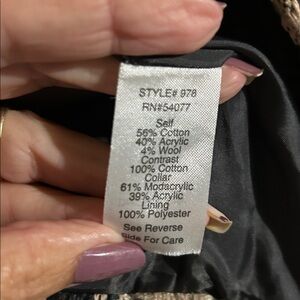 STYLE# 978
RN#54077
Self
56% Cotton
40% Acrylic
4% Wool
Contrast
100% Cotton
Collar
61% Modacrylic
39% Acrylic
Lining
100% Polyester
See Reverse
Side For Care